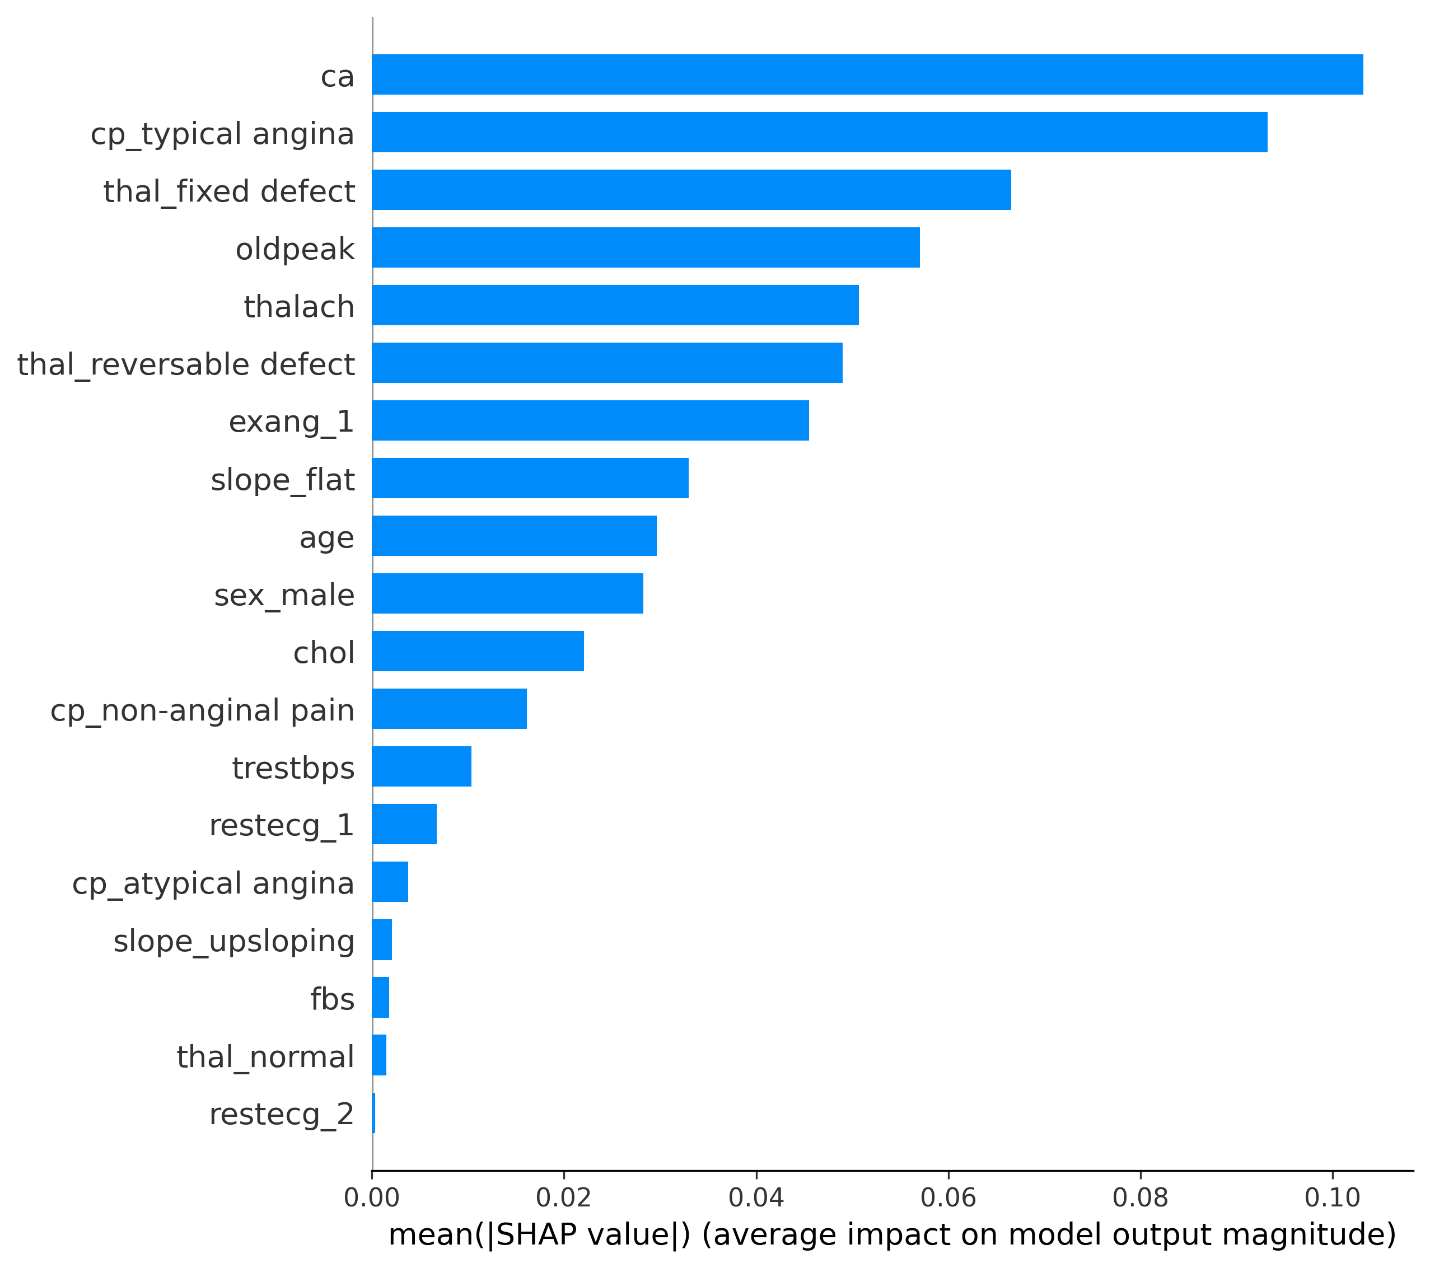 ca
cp_typical angina
thal_fixed defect
oldpeak
thalach
thal_reversable defect
exang_1
slope_flat
age
sex_male
chol
cp_non-anginal pain
trestbps
restecg_1
cp_atypical angina
slope_upsloping
fbs
thal_normal
restecg_2
0.00 0.02 0.04 0.06 0.08 0.10
mean(|SHAP value|) (average impact on model output magnitude)